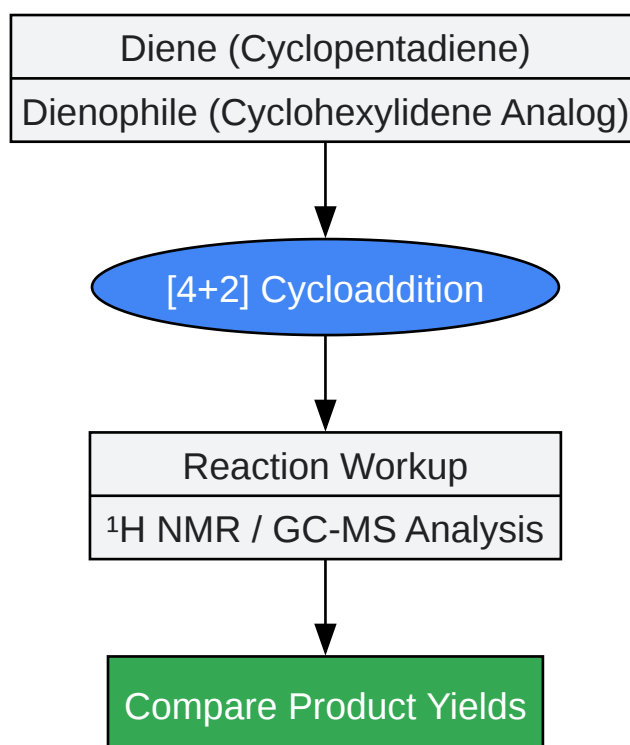 Diene (Cyclopentadiene)
Dienophile (Cyclohexylidene Analog)
[4+2] Cycloaddition
Reaction Workup
¹H NMR / GC-MS Analysis
Compare Product Yields